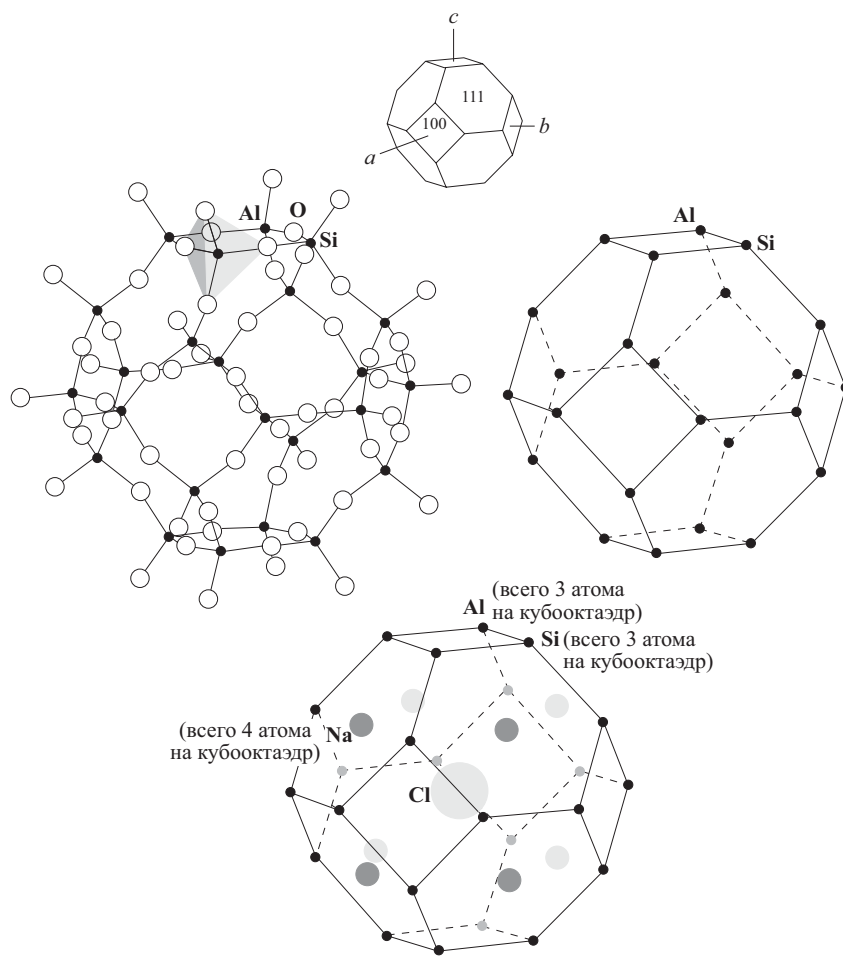 c
111
100
b
a
Al
O
Si
Al
Si
Al
(всего 3 атома
на кубооктаэдр)
Si
(всего 3 атома
на кубооктаэдр)
(всего 4 атома
на кубооктаэдр)
Na
Cl